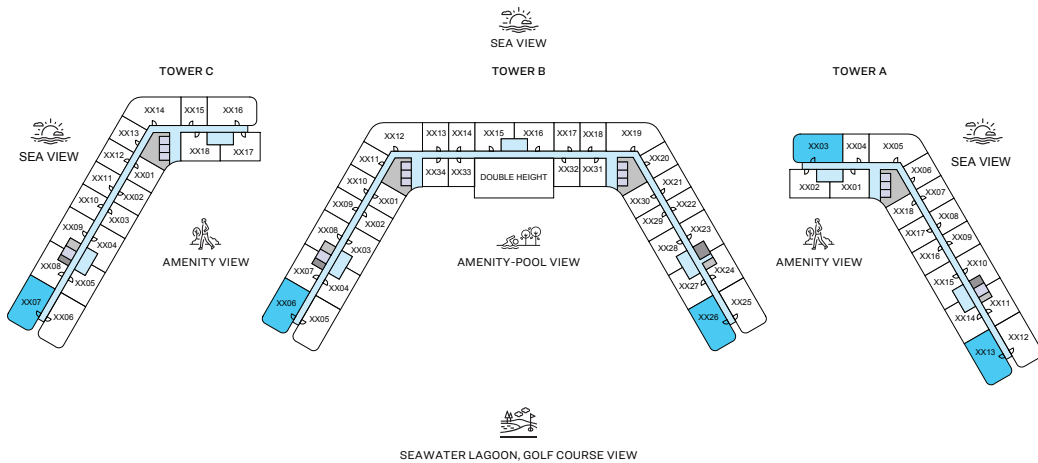 SEA VIEW
TOWER C
TOWER B
TOWER A
SEA VIEW
XX14
XX15
XX16
XX13
XX12
XX11
XX10
XX09
XX08
XX07
XX06
XX05
XX04
XX03
XX02
XX01
XX18
XX17
AMENITY VIEW
XX12
XX13
XX14
XX15
XX16
XX17
XX18
XX19
XX11
XX10
XX09
XX08
XX07
XX06
XX05
XX04
XX03
XX02
XX01
XX34
XX33
DOUBLE HEIGHT
XX32
XX31
XX20
XX21
XX22
XX23
XX24
XX25
XX26
XX27
XX28
XX29
XX30
AMENITY-POOL VIEW
XX03
XX04
XX05
XX02
XX01
XX06
XX07
XX08
XX09
XX10
XX11
XX12
XX13
XX14
XX15
XX16
XX17
XX18
AMENITY VIEW
SEA VIEW
SEAWATER LAGOON, GOLF COURSE VIEW